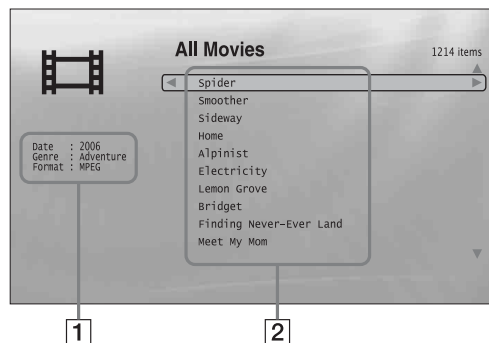 All Movies
1214 items
Spider
Smoother
Sideway
Home
Alpinist
Electricity
Lemon Grove
Bridget
Finding Never-Ever Land
Meet My Mom
Date : 2006
Genre : Adventure
Format : MPEG
1
2